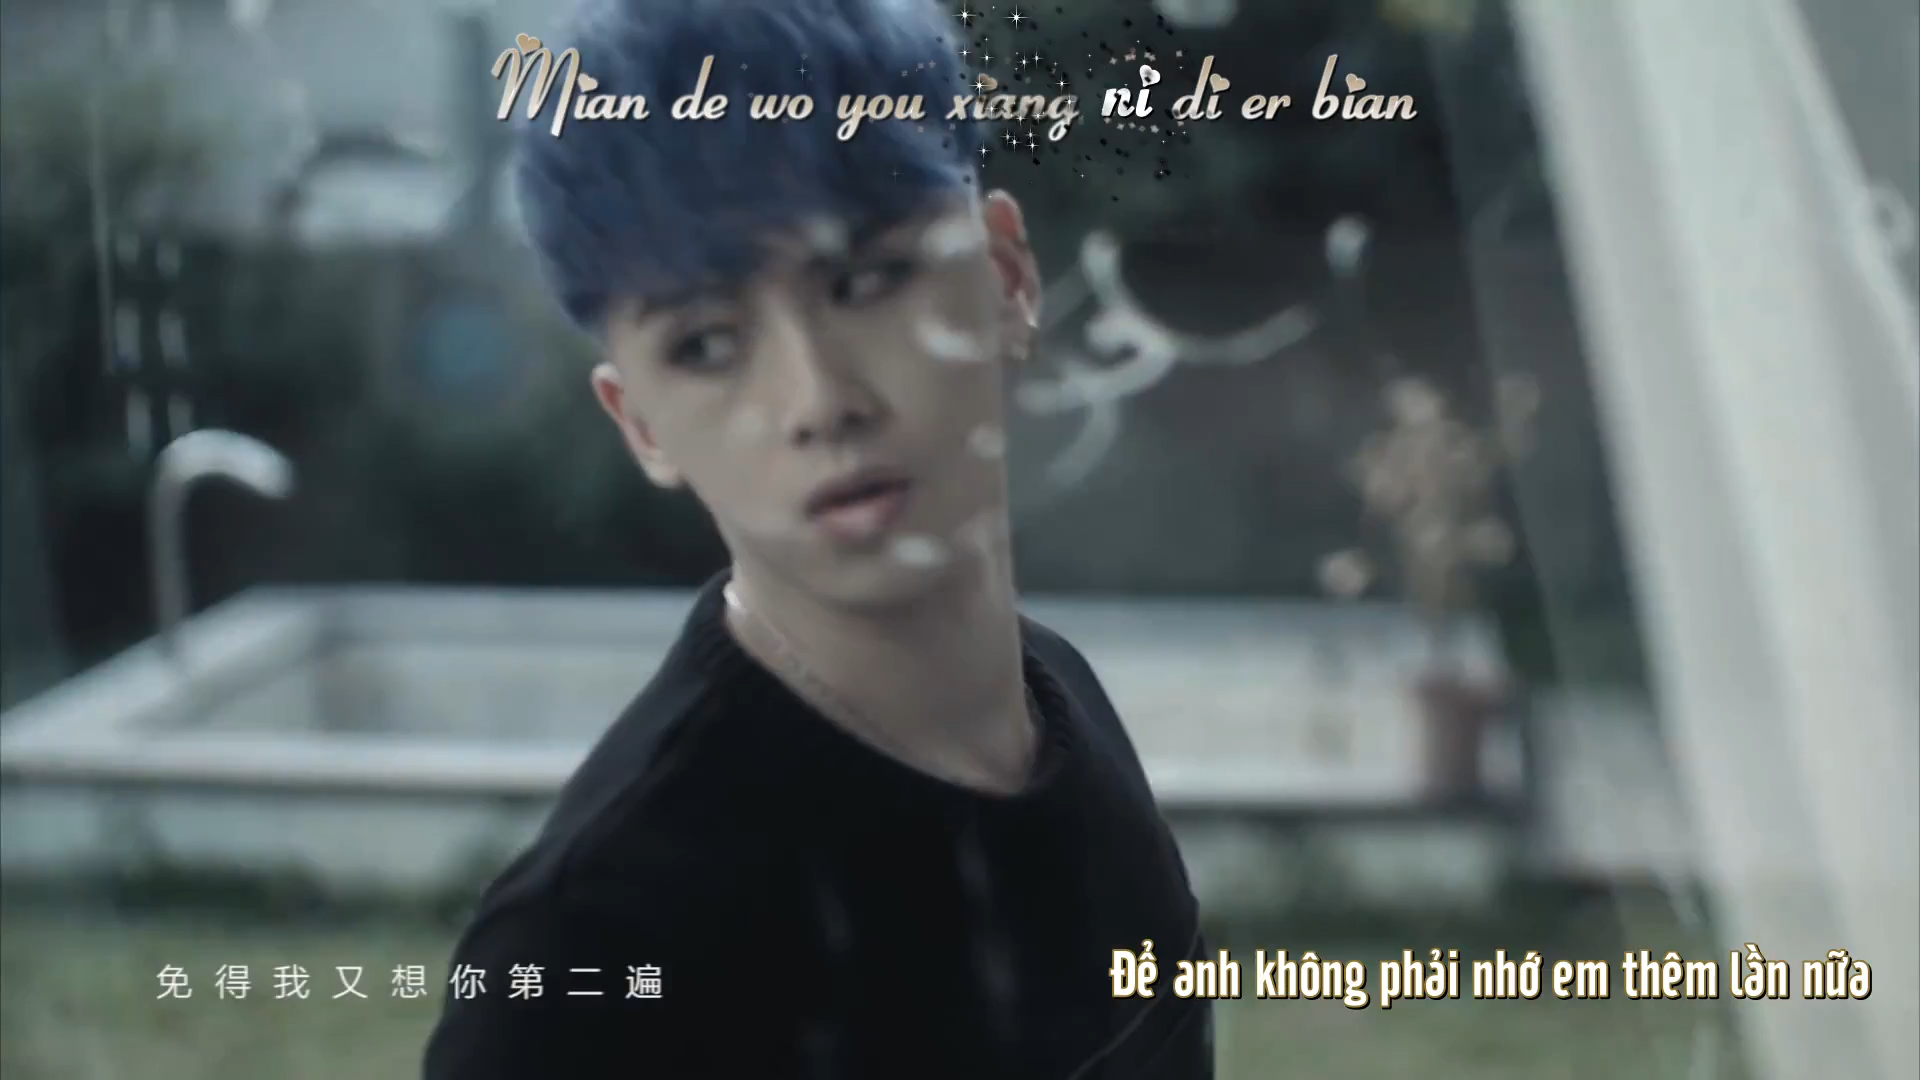 Mian de wo you xiang ni di er bian
免得我又想你第二遍
Để anh không phải nhớ em thêm lần nữa